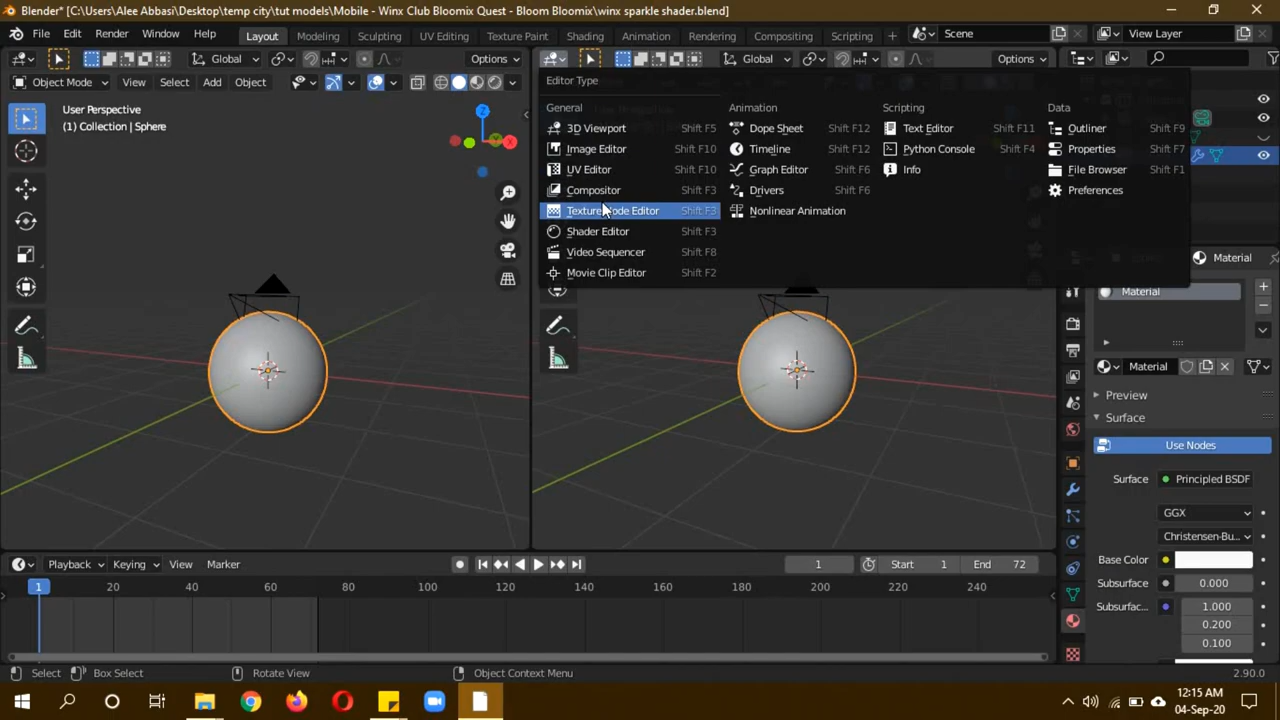 Blender* [C:\Users\Alee Abbasi\Desktop\temp city\tut models\Mobile - Winx Club Bloomix Quest - Bloom Bloomix\winx sparkle shader.blend]
File Edit Render Window Help Layout Modeling Sculpting UV Editing Texture Paint Shading Animation Rendering Compositing Scripting + Scene View Layer
Global Options Global Options
Object Mode View Select Add Object
User Perspective
(1) Collection | Sphere
Editor Type
General Animation Scripting Data
3D Viewport Shift F5 Dope Sheet Shift F12 Text Editor Shift F11 Outliner Shift F9
Image Editor Shift F10 Timeline Shift F12 Python Console Shift F4 Properties Shift F7
UV Editor Shift F10 Graph Editor Shift F6 Info File Browser Shift F1
Compositor Shift F3 Drivers Shift F6 Preferences
Texture Node Editor Shift F3 Nonlinear Animation
Shader Editor Shift F3
Video Sequencer Shift F8
Movie Clip Editor Shift F2
Material
Material
Material
Preview
Surface
Use Nodes
Surface Principled BSDF
GGX
Christensen-Bu...
Base Color
Subsurface 0.000
Subsurfac... 1.000
0.200
0.100
Playback Keying View Marker 1 Start 1 End 72
1 20 40 60 80 100 120 140 160 180 200 220 240
Select Box Select Rotate View Object Context Menu 2.90.0
12:15 AM
04-Sep-20